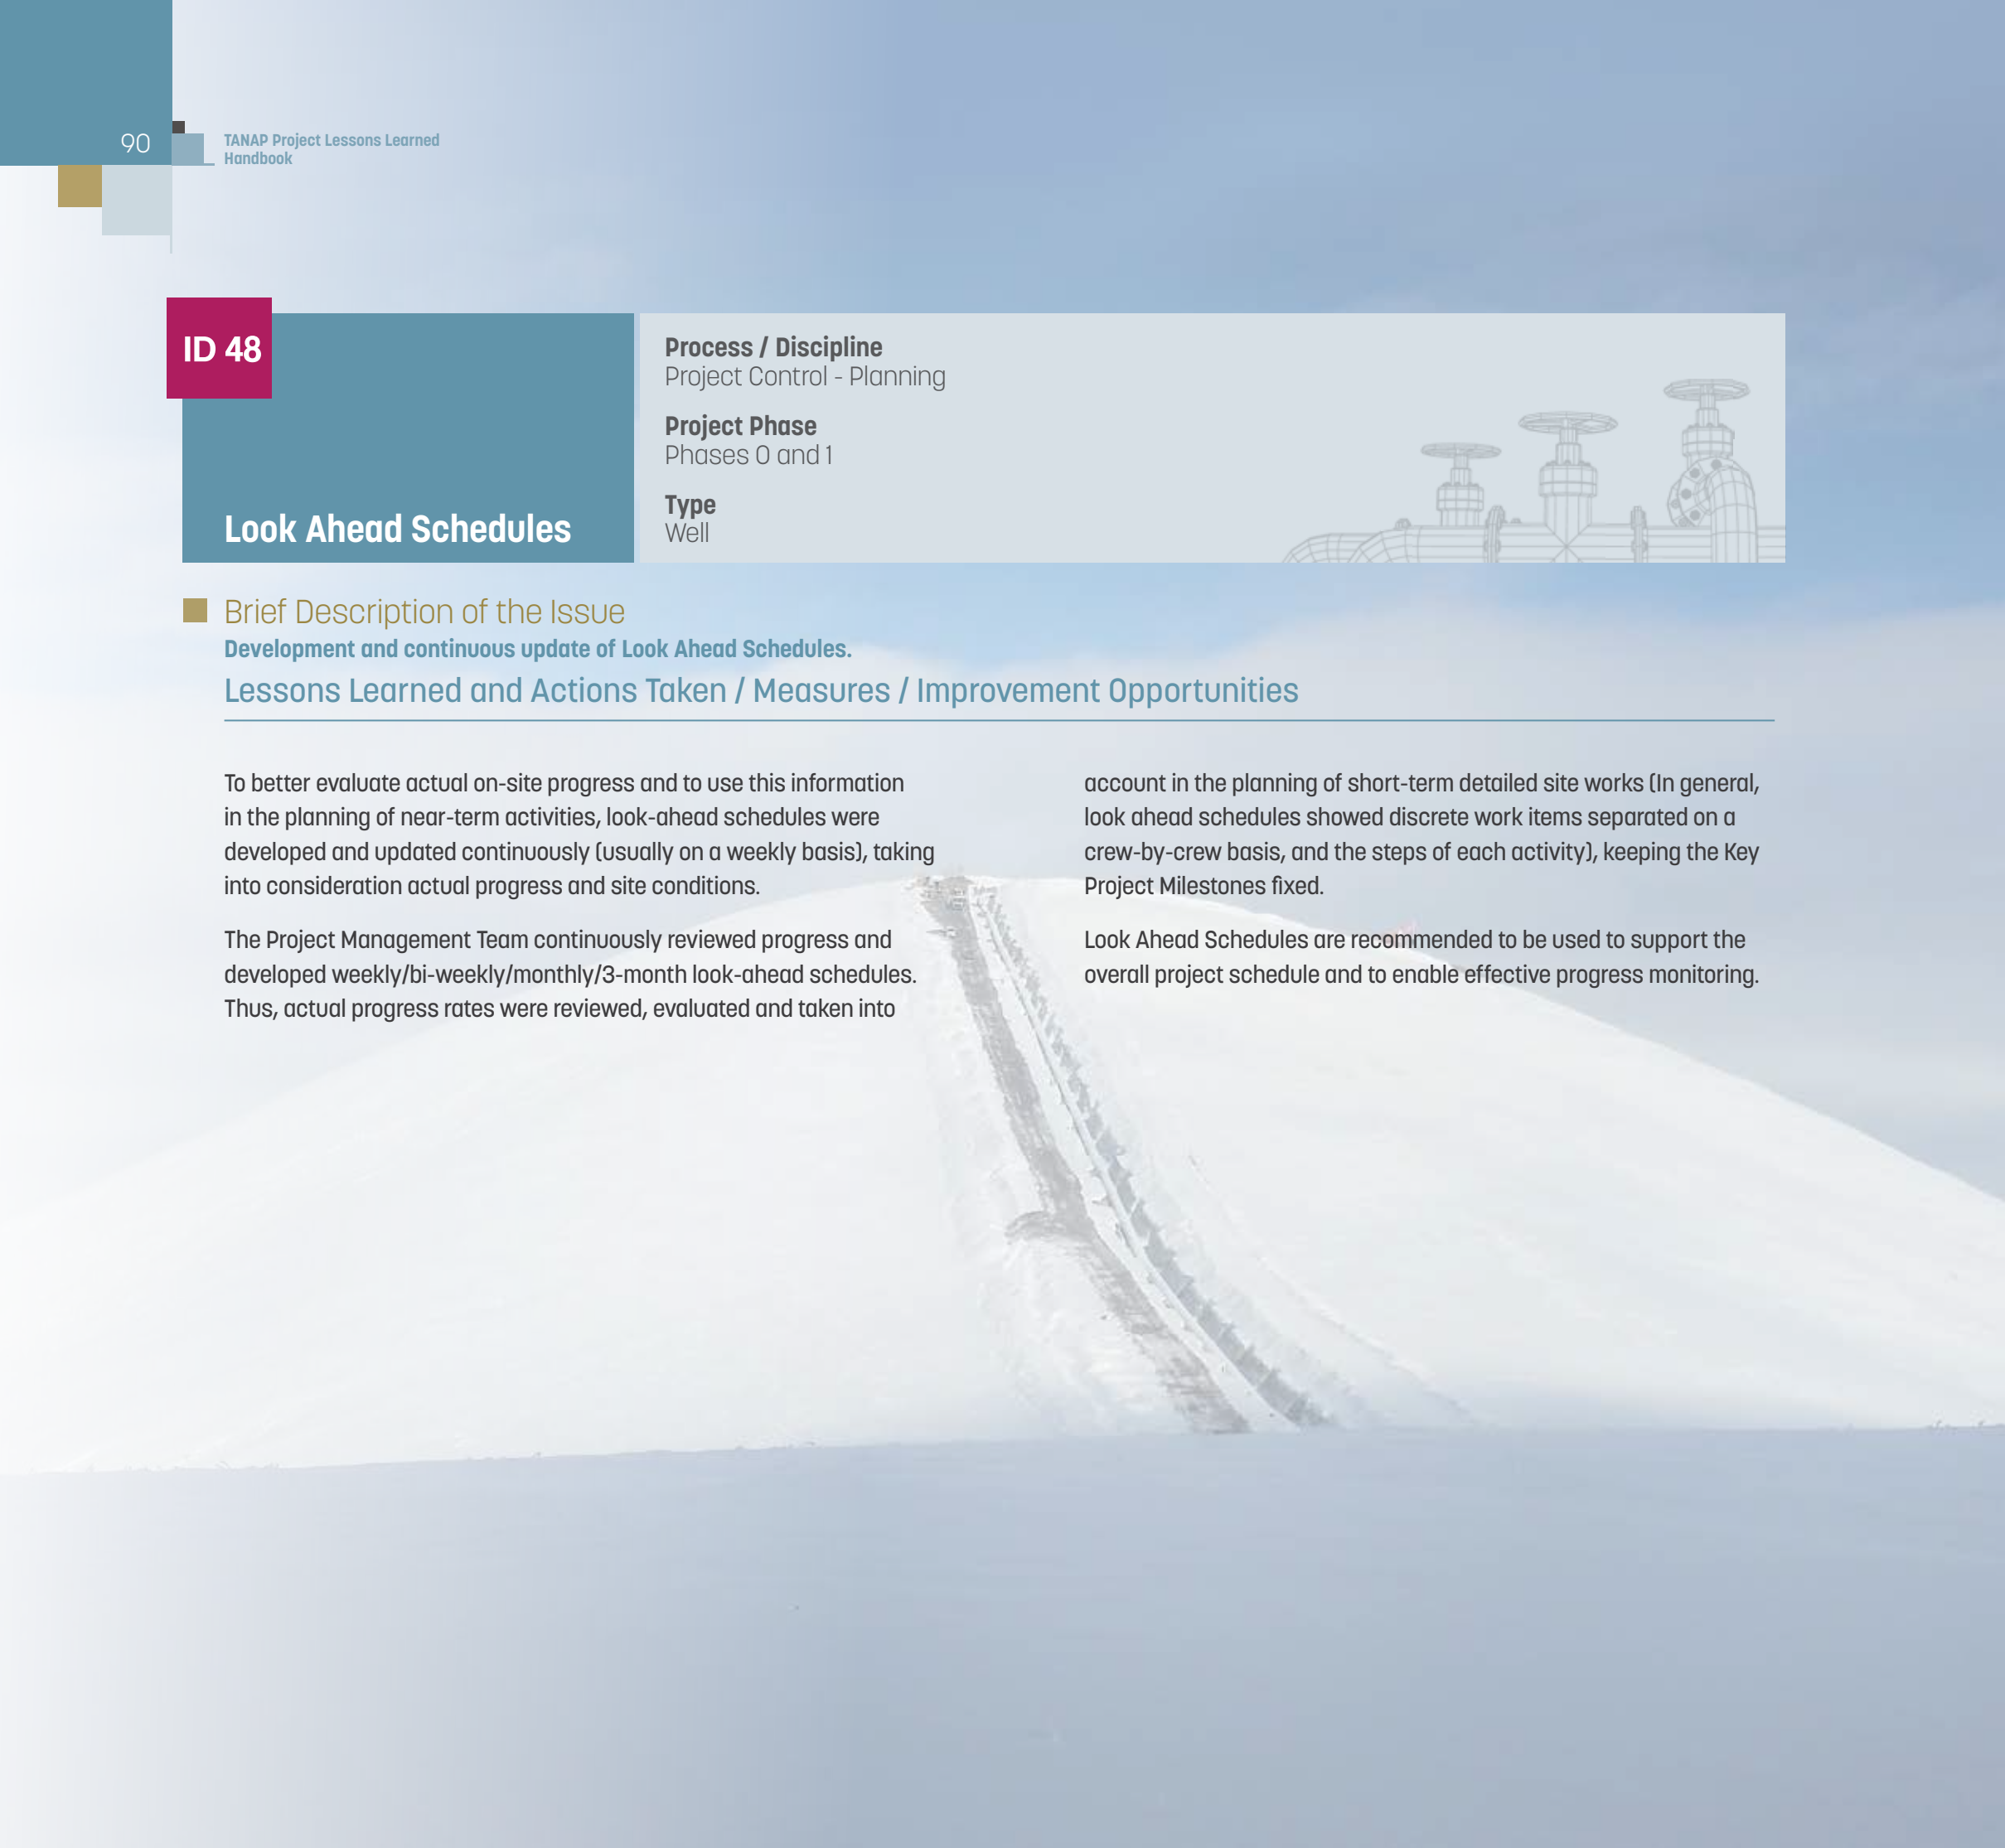 90
TANAP Project Lessons Learned
Handbook
ID 48
Look Ahead Schedules
Process / Discipline
Project Control - Planning
Project Phase
Phases 0 and 1
Type
Well
Brief Description of the Issue
Development and continuous update of Look Ahead Schedules.
Lessons Learned and Actions Taken / Measures / Improvement Opportunities
To better evaluate actual on-site progress and to use this information
in the planning of near-term activities, look-ahead schedules were
developed and updated continuously (usually on a weekly basis), taking
into consideration actual progress and site conditions.
The Project Management Team continuously reviewed progress and
developed weekly/bi-weekly/monthly/3-month look-ahead schedules.
Thus, actual progress rates were reviewed, evaluated and taken into
account in the planning of short-term detailed site works (In general,
look ahead schedules showed discrete work items separated on a
crew-by-crew basis, and the steps of each activity), keeping the Key
Project Milestones fixed.
Look Ahead Schedules are recommended to be used to support the
overall project schedule and to enable effective progress monitoring.